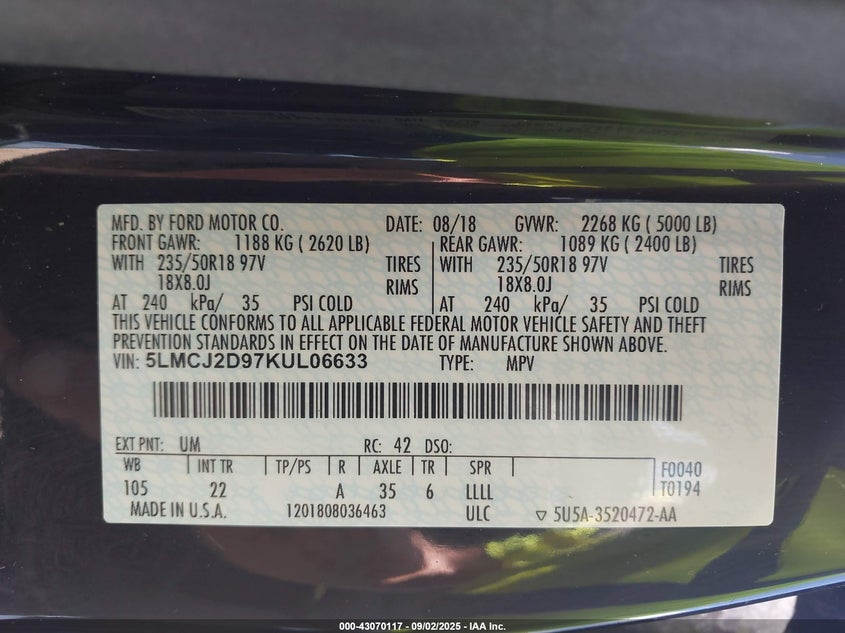 MFD. BY FORD MOTOR CO. DATE: 08/18 GVWR: 2268 KG ( 5000 LB)
FRONT GAWR: 1188 KG ( 2620 LB) REAR GAWR: 1089 KG ( 2400 LB)
WITH 235/50R18 97V TIRES WITH 235/50R18 97V TIRES
18X8.0J RIMS 18X8.0J RIMS
AT 240 kPa/ 35 PSI COLD AT 240 kPa/ 35 PSI COLD
THIS VEHICLE CONFORMS TO ALL APPLICABLE FEDERAL MOTOR VEHICLE SAFETY AND THEFT
PREVENTION STANDARDS IN EFFECT ON THE DATE OF MANUFACTURE SHOWN ABOVE.
VIN: 5LMCJ2D97KUL06633 TYPE: MPV
EXT PNT: UM RC: 42 DSO:
WB INT TR TP/PS R AXLE TR SPR F0040
105 22 A 35 6 LLLL T0194
MADE IN U.S.A. 1201808036463 ULC ▽ 5U5A-3520472-AA
000-43070117 - 09/02/2025 - IAA Inc.